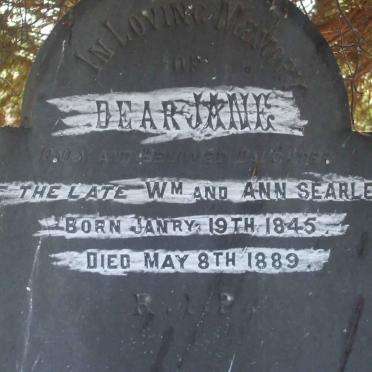 IN LOVING MEMORY
OF
DEAR JANE
ONLY AND BELOVED DAUGHTER
OF THE LATE WM AND ANN SEARLE
BORN JANRY. 19TH 1845
DIED MAY 8TH 1889
R.I.P.